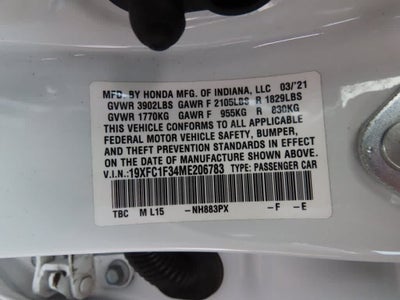 MFD. BY HONDA MFG. OF INDIANA, LLC 03/'21
GVWR 3902LBS GAWR F 2105LBS R 1829LBS
GVWR 1770KG GAWR F 955KG R 830KG
THIS VEHICLE CONFORMS TO ALL APPLICABLE
FEDERAL MOTOR VEHICLE SAFETY, BUMPER,
AND THEFT PREVENTION STANDARDS IN EFFECT ON
THE DATE OF MANUFACTURE SHOWN ABOVE.
V.I.N.:19XFC1F34ME206783 TYPE: PASSENGER CAR
TBC M L15 -NH883PX -F -E